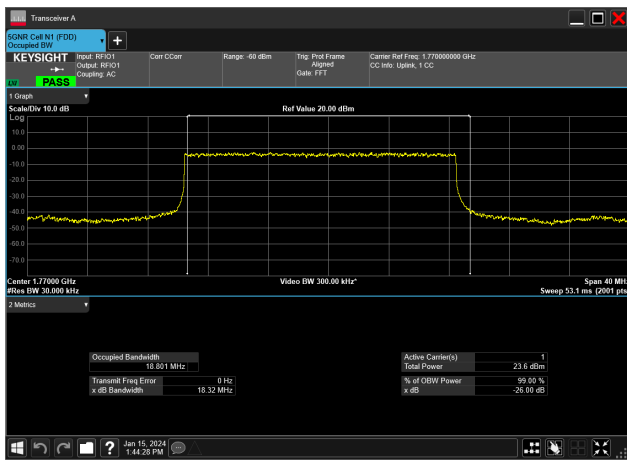 Transceiver A
5GNR Cell N1 (FDD)
Occupied BW
KEYSIGHT
LXI
PASS
Input: RFIO1
Output: RFIO1
Coupling: AC
Corr CCorr
Range: -60 dBm
Trig: Prot Frame
Aligned
Gate: FFT
Carrier Ref Freq: 1.770000000 GHz
CC Info: Uplink, 1 CC
1 Graph
Scale/Div 10.0 dB
Ref Value 20.00 dBm
Log
10.0
0.00
-10.0
-20.0
-30.0
-40.0
-50.0
-60.0
-70.0
Center 1.77000 GHz
Video BW 300.00 kHz*
Span 40 MHz
#Res BW 30.000 kHz
Sweep 53.1 ms (2001 pts
2 Metrics
Occupied Bandwidth
18.801 MHz
Transmit Freq Error 0 Hz
x dB Bandwidth 18.32 MHz
Active Carrier(s) 1
Total Power 23.6 dBm
% of OBW Power 99.00 %
x dB -26.00 dB
?
Jan 15, 2024
1:44:28 PM